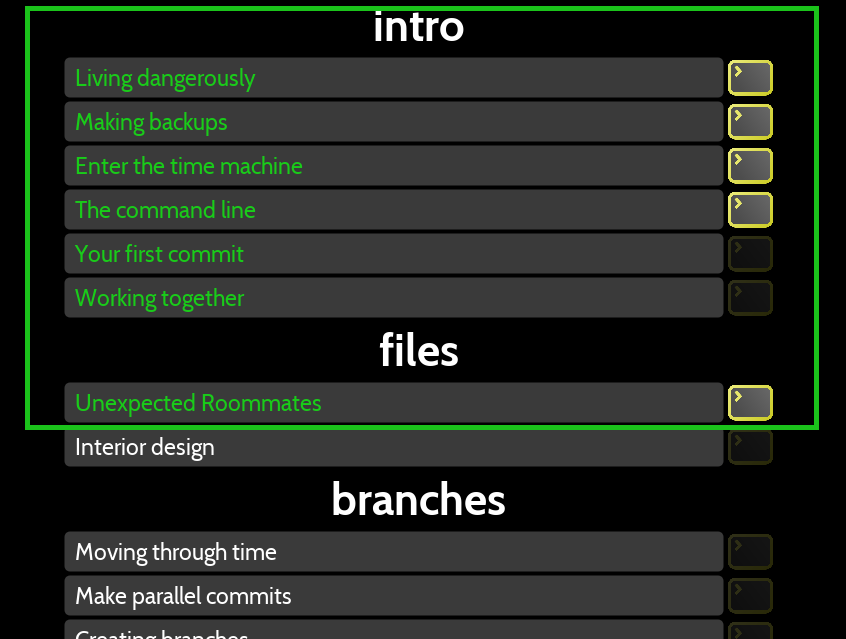 intro
Living dangerously
Making backups
Enter the time machine
The command line
Your first commit
Working together
files
Unexpected Roommates
Interior design
branches
Moving through time
Make parallel commits
Creating branches